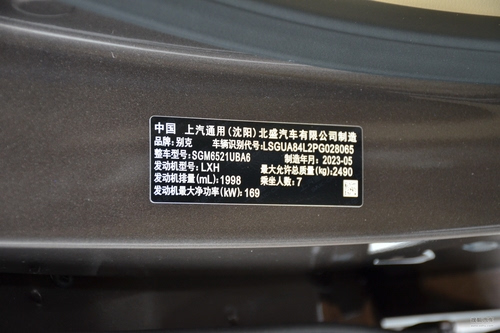 中国 上汽通用(沈阳)北盛汽车有限公司制造
品牌:别克 车辆识别代号:LSGUA84L2PG028065
整车型号:SGM6521UBA6 制造年月:2023-05
发动机型号:LXH 最大允许总质量(kg):2490
发动机排量(mL):1998 乘坐人数:7
发动机最大净功率(kW):169